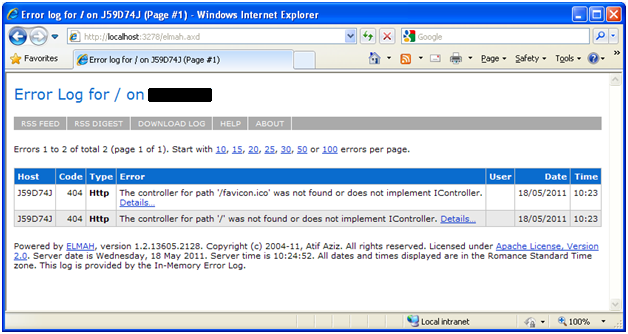 Error log for / on J59D74J (Page #1) - Windows Internet Explorer
http://localhost:3278/elmah.axd
Google
Favorites
Error log for / on J59D74J (Page #1)
Page
Safety
Tools
Error Log for / on
RSS FEED
RSS DIGEST
DOWNLOAD LOG
HELP
ABOUT
Errors 1 to 2 of total 2 (page 1 of 1). Start with 10, 15, 20, 25, 30, 50 or 100 errors per page.
Host Code Type Error User Date Time
J59D74J 404 Http The controller for path '/favicon.ico' was not found or does not implement IController. 18/05/2011 10:23
Details...
J59D74J 404 Http The controller for path '/' was not found or does not implement IController. Details... 18/05/2011 10:23
Powered by ELMAH, version 1.2.13605.2128. Copyright (c) 2004-11, Atif Aziz. All rights reserved. Licensed under Apache License, Version
2.0. Server date is Wednesday, 18 May 2011. Server time is 10:24:52. All dates and times displayed are in the Romance Standard Time
zone. This log is provided by the In-Memory Error Log.
Local intranet
100%